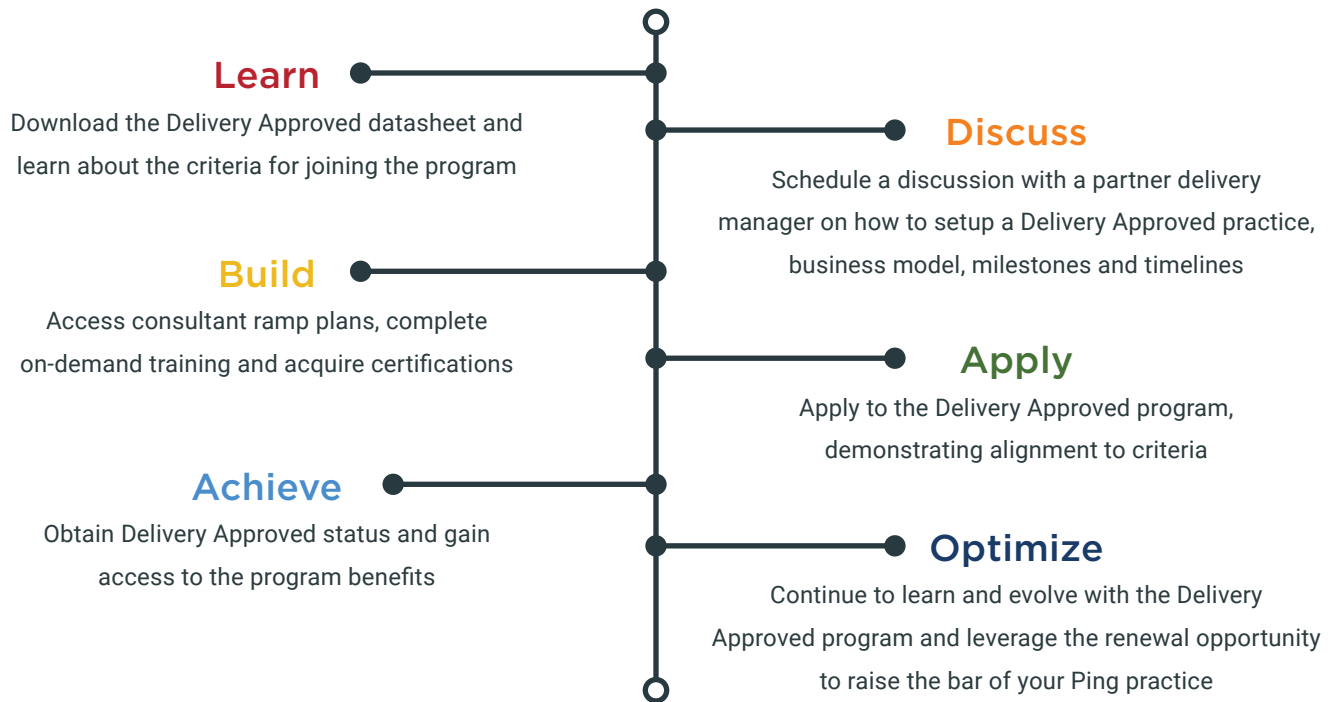 Learn
Download the Delivery Approved datasheet and
learn about the criteria for joining the program
Discuss
Schedule a discussion with a partner delivery
manager on how to setup a Delivery Approved practice,
business model, milestones and timelines
Build
Access consultant ramp plans, complete
on-demand training and acquire certifications
Apply
Apply to the Delivery Approved program,
demonstrating alignment to criteria
Achieve
Obtain Delivery Approved status and gain
access to the program benefits
Optimize
Continue to learn and evolve with the Delivery
Approved program and leverage the renewal opportunity
to raise the bar of your Ping practice